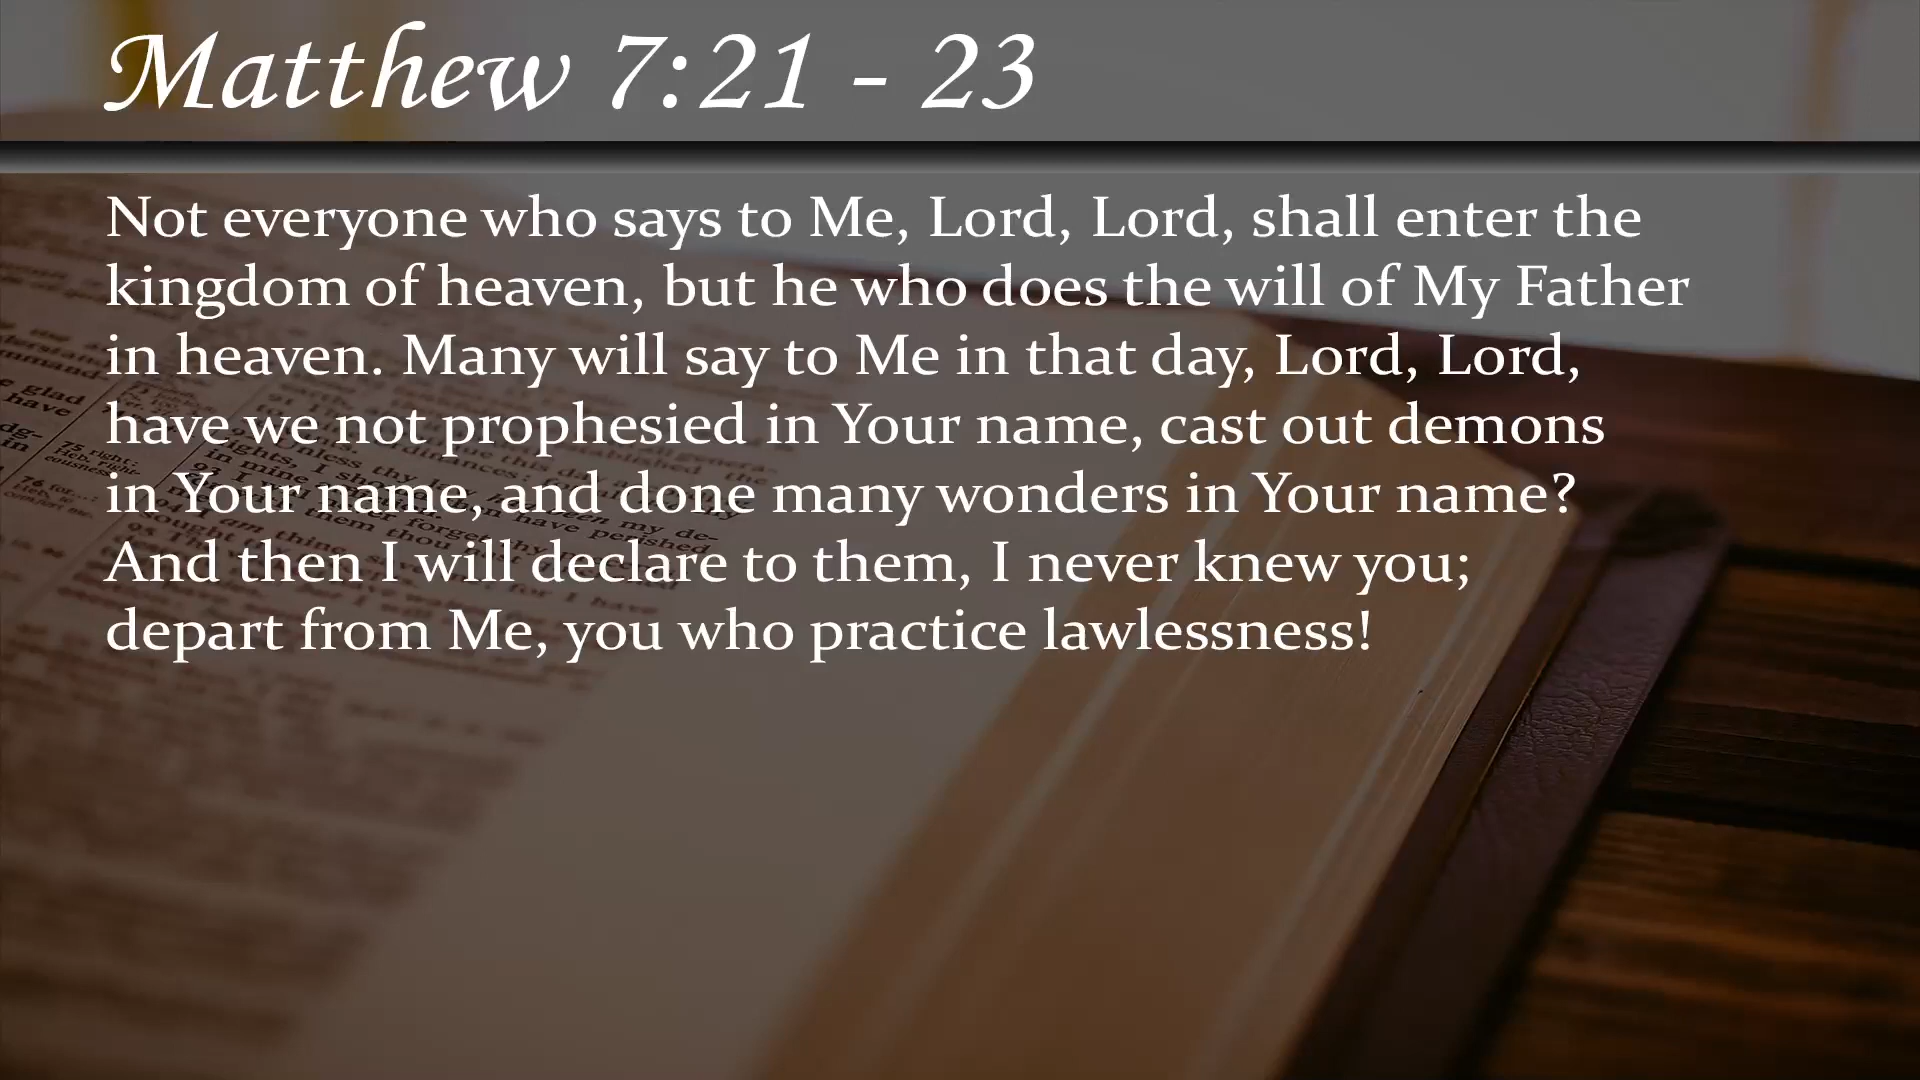 Matthew 7:21 - 23
Not everyone who says to Me, Lord, Lord, shall enter the
kingdom of heaven, but he who does the will of My Father
in heaven. Many will say to Me in that day, Lord, Lord,
have we not prophesied in Your name, cast out demons
in Your name, and done many wonders in Your name?
And then I will declare to them, I never knew you;
depart from Me, you who practice lawlessness!